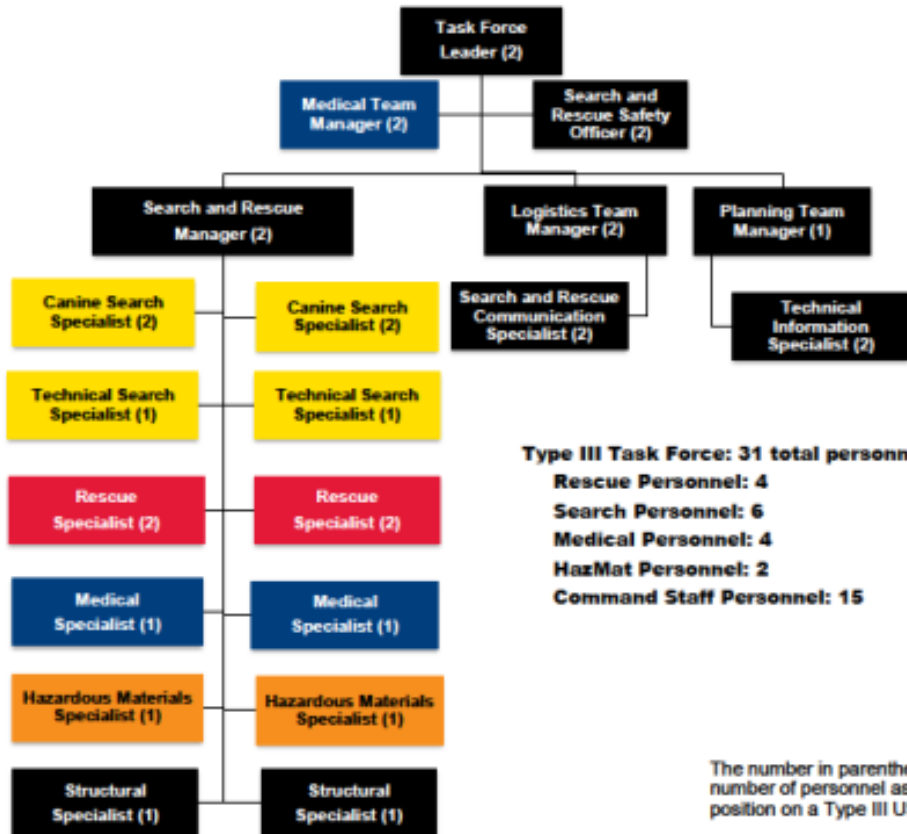 Task Force
Leader (2)
Medical Team
Manager (2)
Search and
Rescue Safety
Officer (2)
Search and Rescue
Manager (2)
Logistics Team
Manager (2)
Planning Team
Manager (1)
Canine Search
Specialist (2)
Canine Search
Specialist (2)
Search and Rescue
Communication
Specialist (2)
Technical
Information
Specialist (2)
Technical Search
Specialist (1)
Technical Search
Specialist (1)
Type III Task Force: 31 total personn
Rescue Personnel: 4
Search Personnel: 6
Medical Personnel: 4
HazMat Personnel: 2
Command Staff Personnel: 15
Rescue
Specialist (2)
Rescue
Specialist (2)
Medical
Specialist (1)
Medical
Specialist (1)
Hazardous Materials
Specialist (1)
Hazardous Materials
Specialist (1)
Structural
Specialist (1)
Structural
Specialist (1)
The number in parenthe
number of personnel as
position on a Type III U